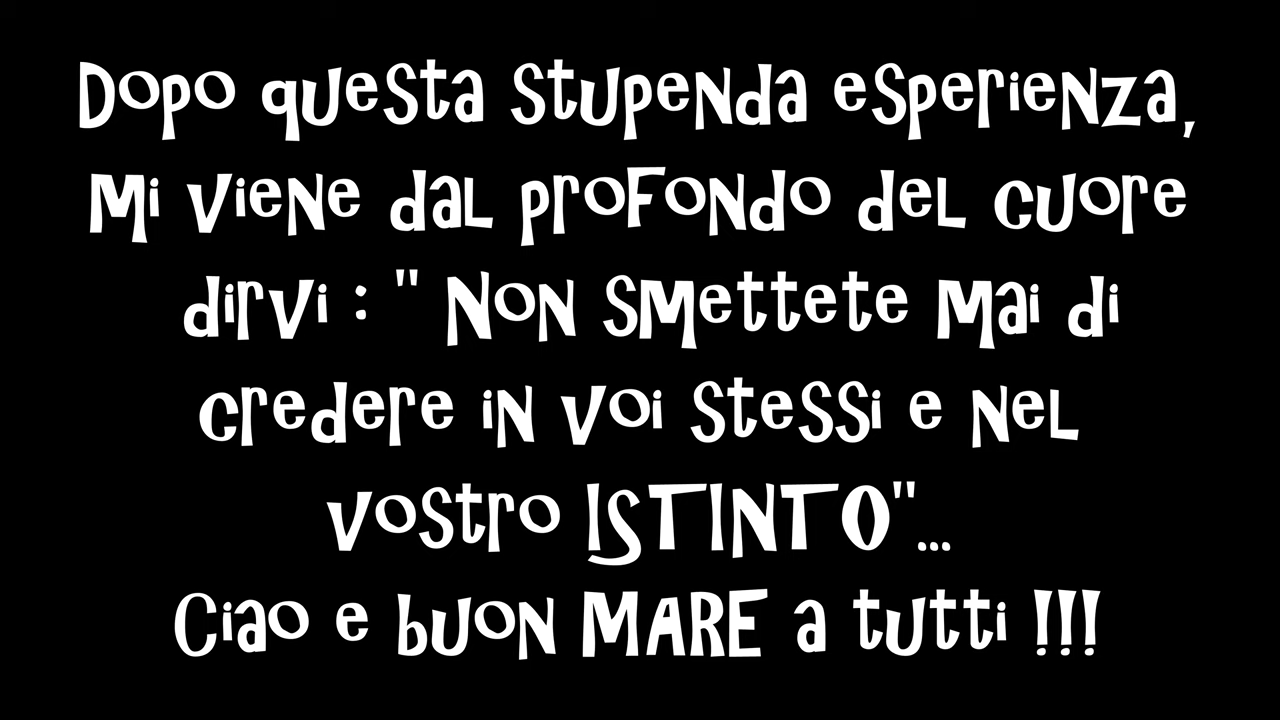 Dopo questa stupenda esperienza,
Mi viene dal profondo del cuore
dirvi : " Non smettete mai di
credere in voi stessi e nel
vostro ISTINTO"...
Ciao e buon MARE a tutti !!!